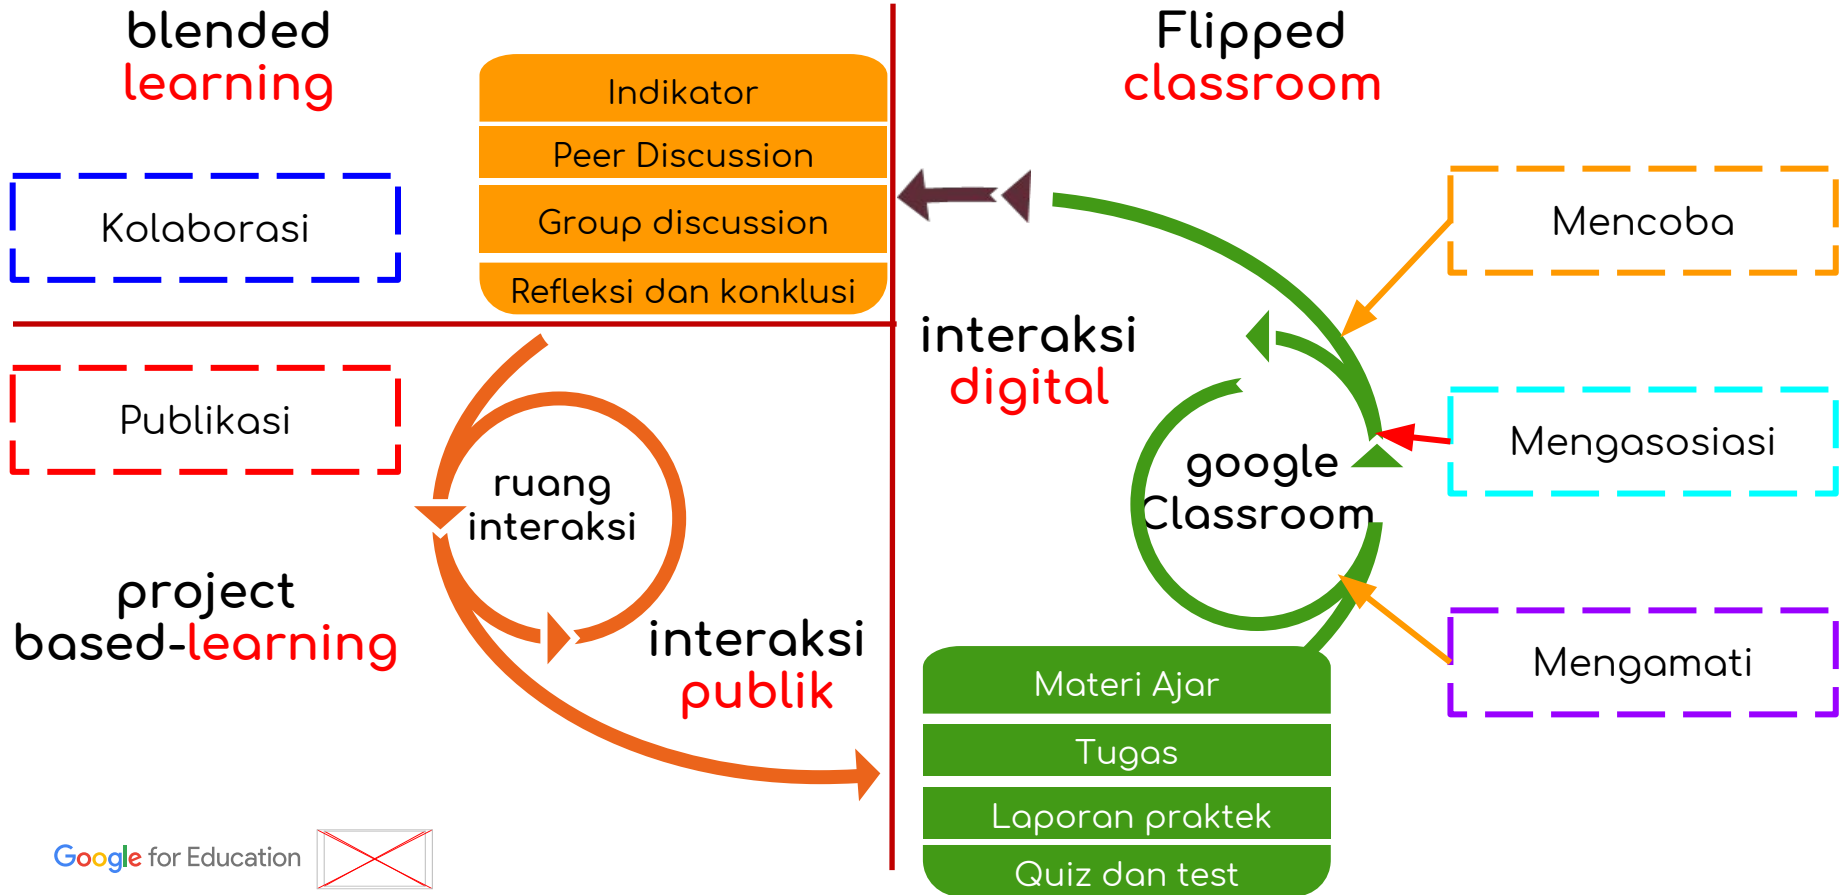 blended
learning
Indikator
Peer Discussion
Group discussion
Refleksi dan konklusi
Kolaborasi
Flipped
classroom
Mencoba
interaksi
digital
Mengasosiasi
google
Classroom
Mengamati
Publikasi
ruang
interaksi
project
based-learning
interaksi
publik
Materi Ajar
Tugas
Laporan praktek
Quiz dan test
Google for Education